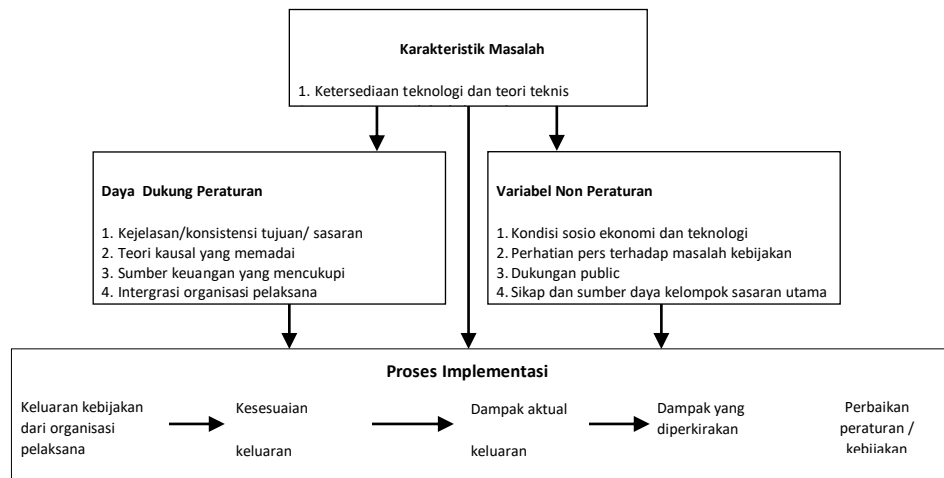 Karakteristik Masalah
1. Ketersediaan teknologi dan teori teknis
Daya Dukung Peraturan
1. Kejelasan/konsistensi tujuan/ sasaran
2. Teori kausal yang memadai
3. Sumber keuangan yang mencukupi
4. Intergrasi organisasi pelaksana
Variabel Non Peraturan
1. Kondisi sosio ekonomi dan teknologi
2. Perhatian pers terhadap masalah kebijakan
3. Dukungan public
4. Sikap dan sumber daya kelompok sasaran utama
Proses Implementasi
Keluaran kebijakan
dari organisasi
pelaksana
Kesesuaian
keluaran
Dampak aktual
keluaran
Dampak yang
diperkirakan
Perbaikan
peraturan /
kebijakan